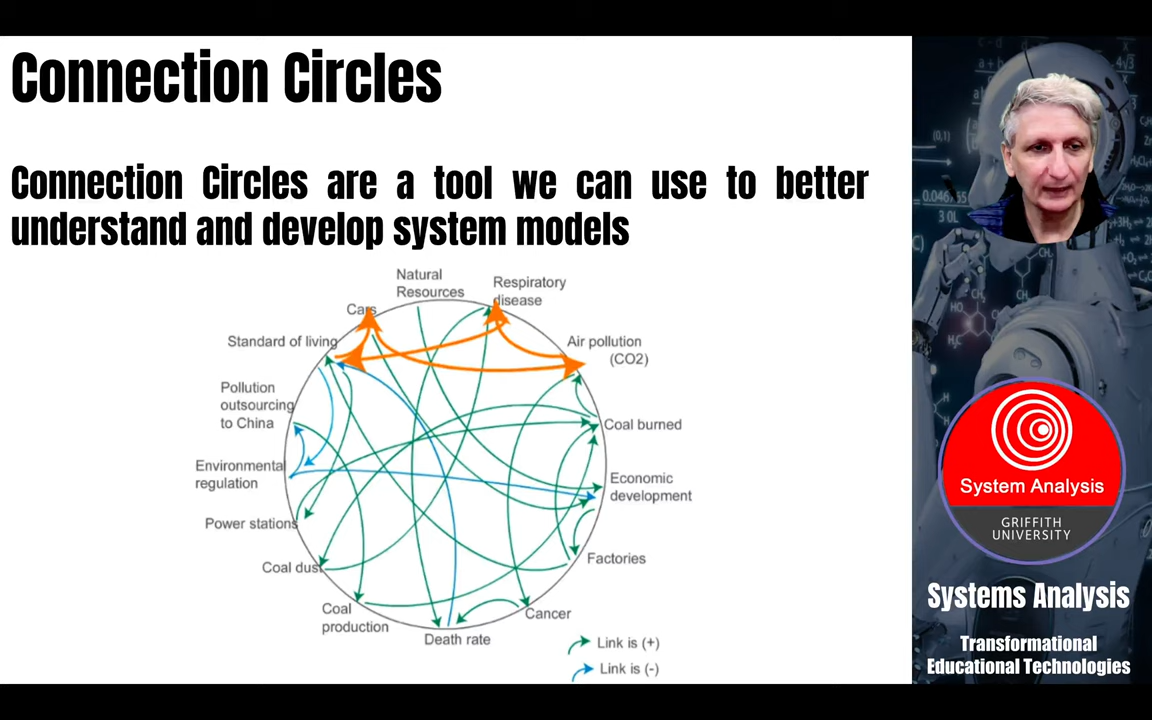 Connection Circles
Connection Circles are a tool we can use to better
understand and develop system models
Natural
Resources
Respiratory
disease
Cars
Standard of living
Air pollution
(CO2)
Pollution
outsourcing
to China
Coal burned
Environmental
regulation
Economic
development
Power stations
Factories
Coal dust
Coal
production
Cancer
Death rate
Link is (+)
Link is (-)
System Analysis
GRIFFITH
UNIVERSITY
Systems Analysis
Transformational
Educational Technologies